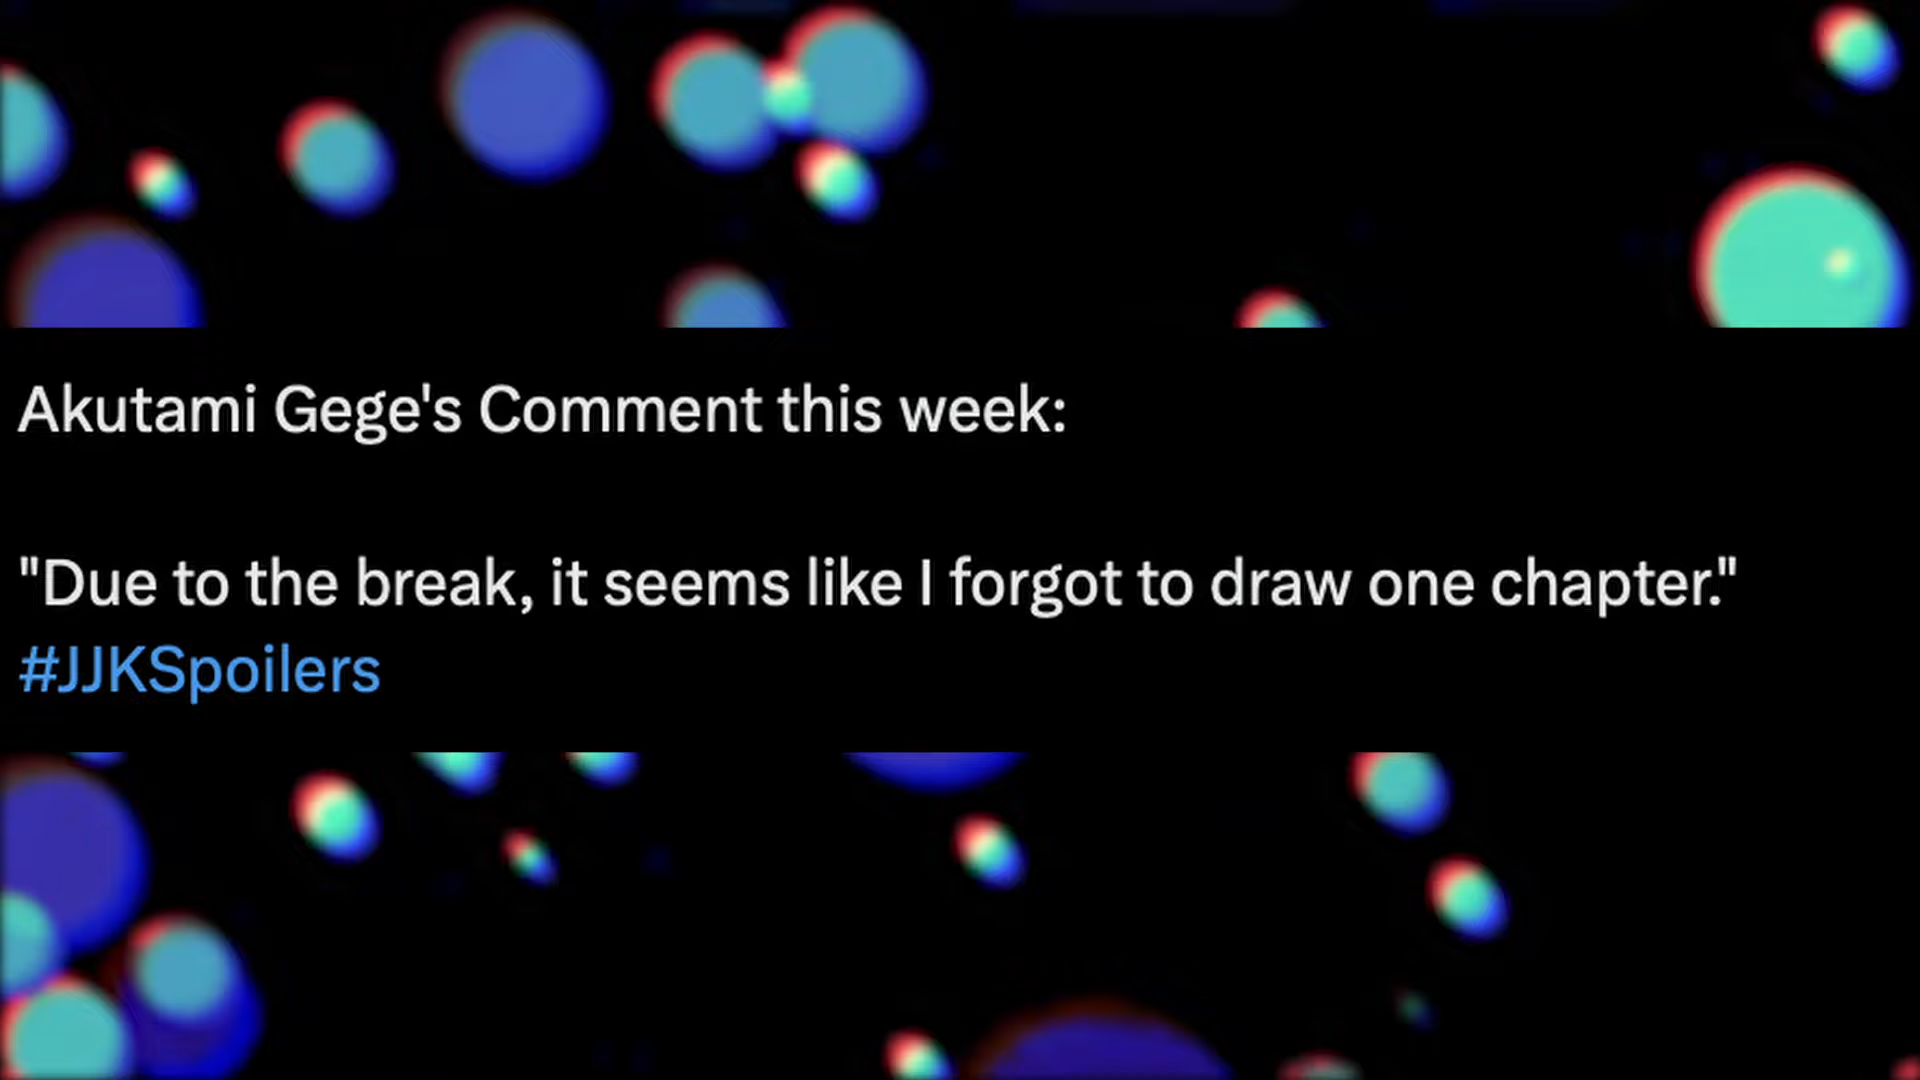 Akutami Gege's Comment this week:
"Due to the break, it seems like I forgot to draw one chapter."
#JJKSpoilers